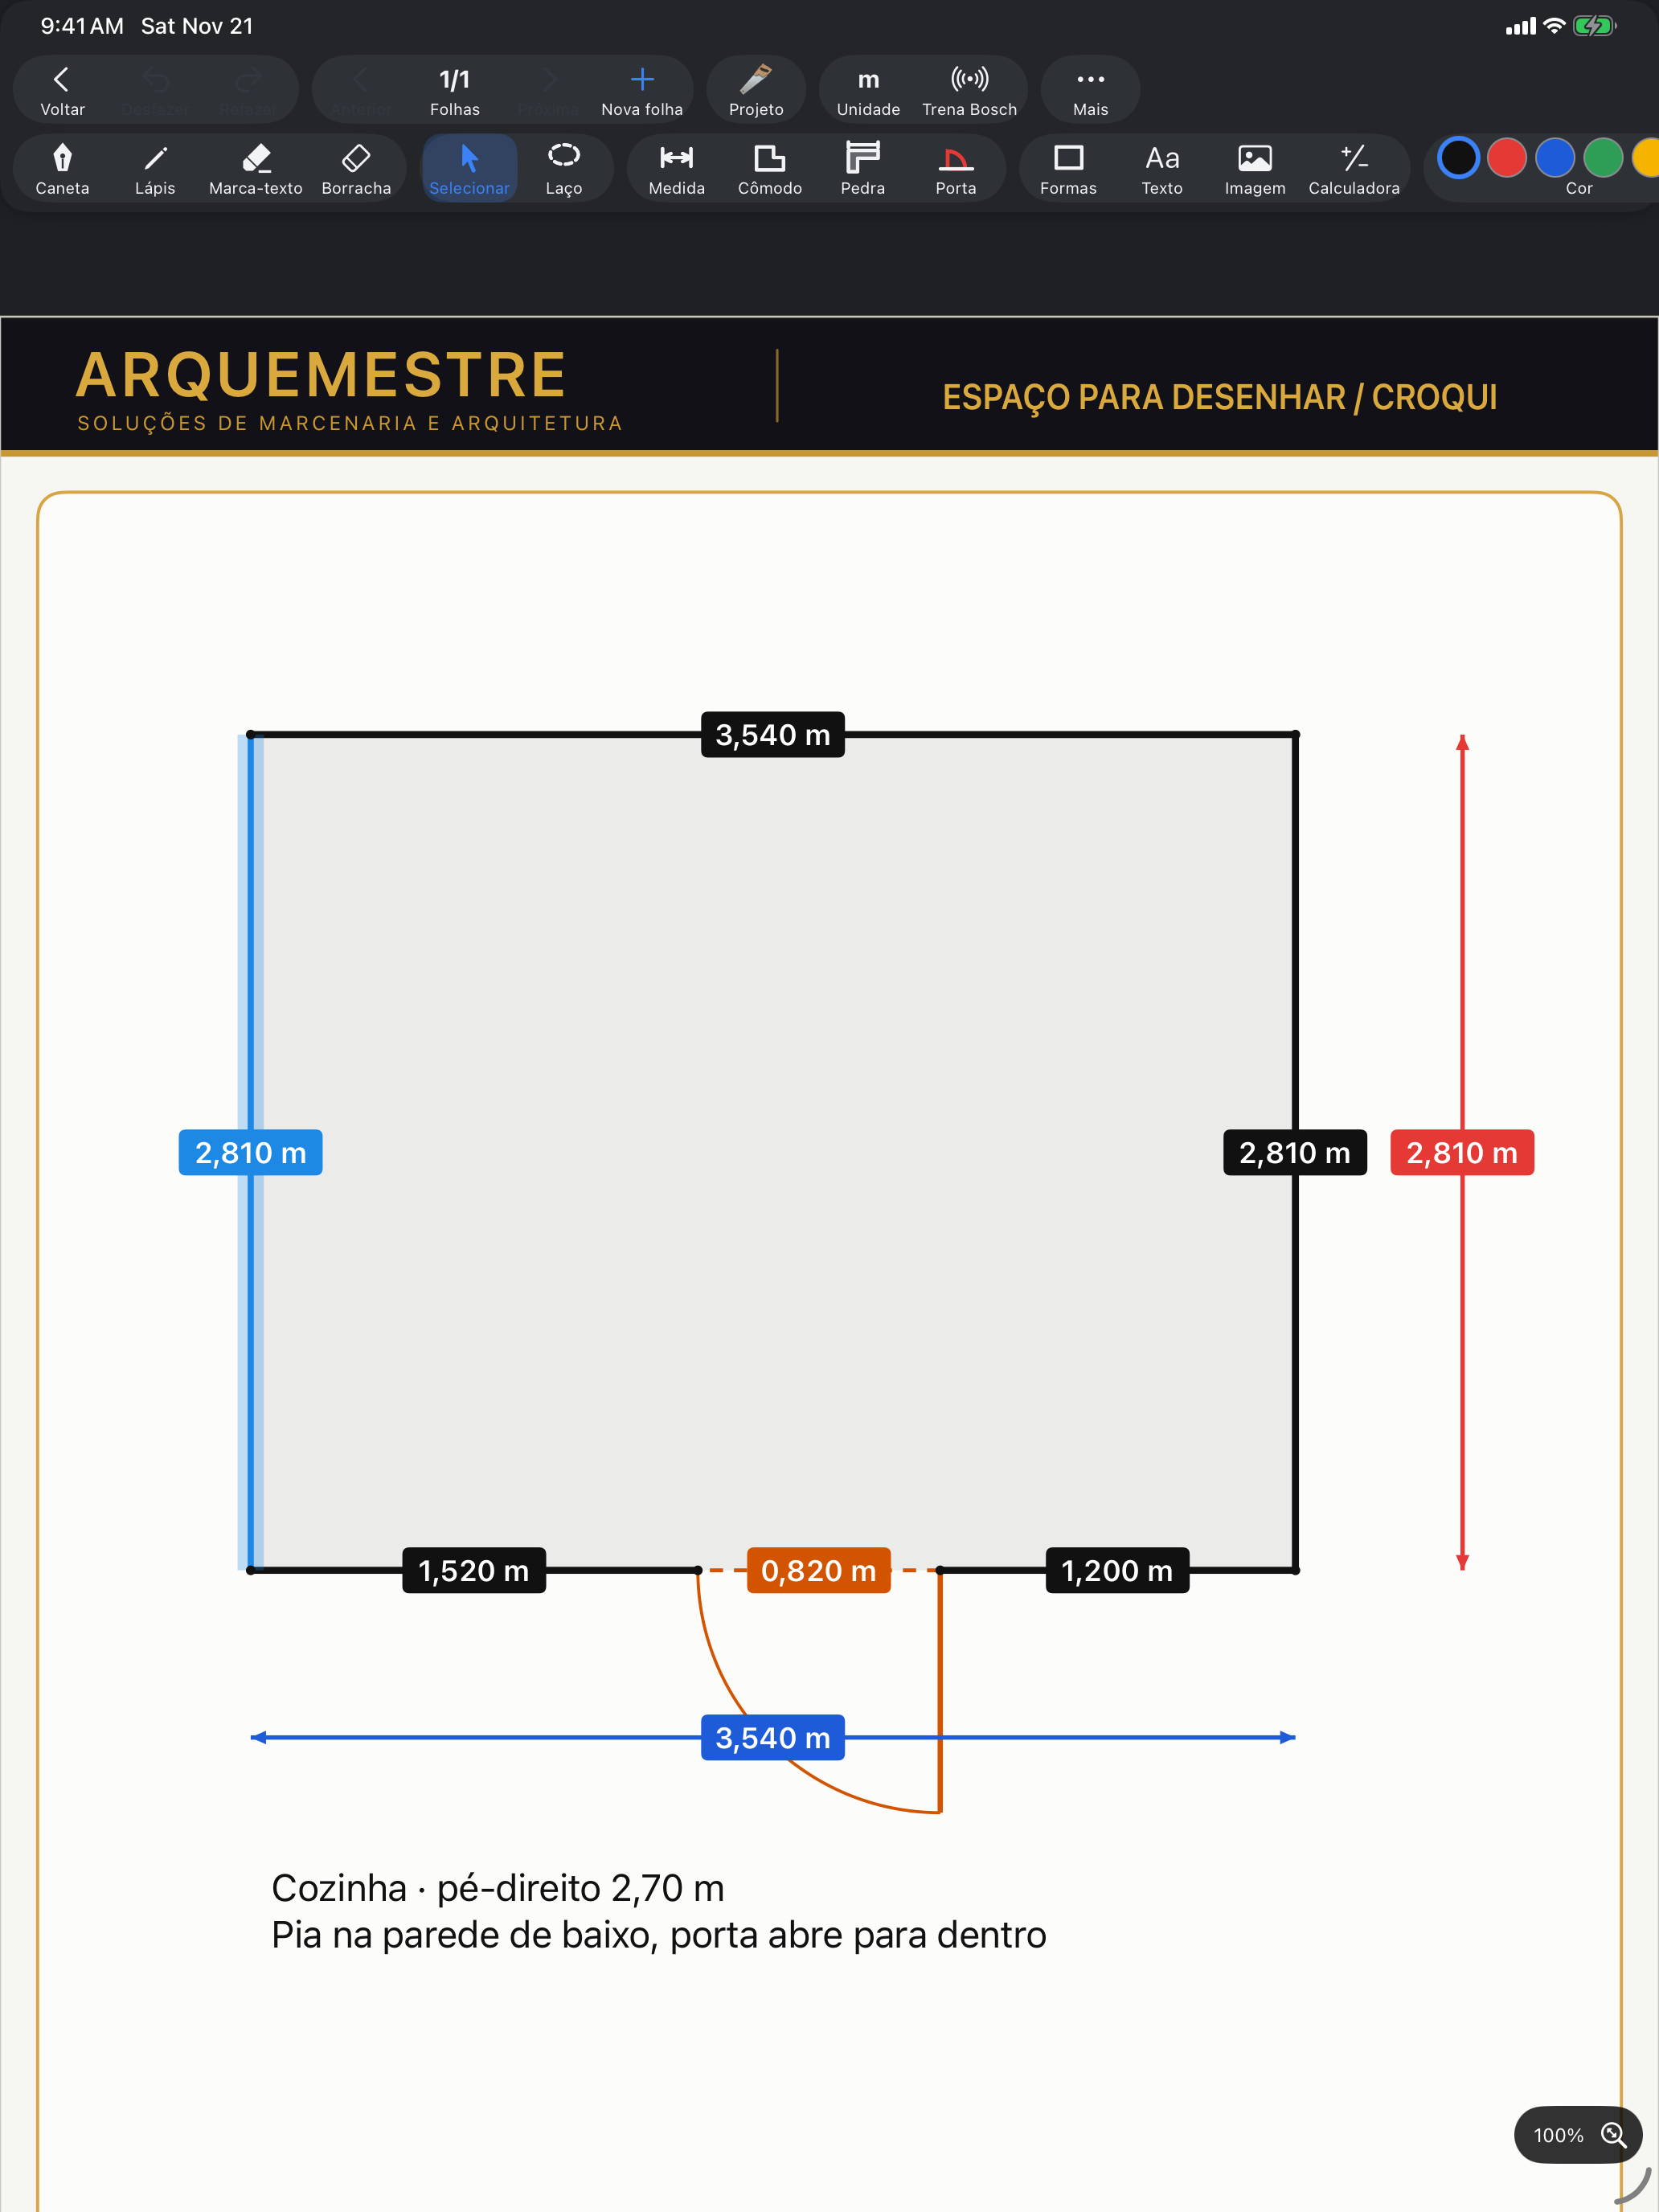 9:41 AM Sat Nov 21
Voltar Desfazer Refazer Anterior 1/1 Folhas Próxima Nova folha Projeto m Unidade Trena Bosch Mais
Caneta Lápis Marca-texto Borracha Selecionar Laço Medida Cômodo Pedra Porta Formas Aa Texto Imagem Calculadora Cor
ARQUEMESTRE
SOLUÇÕES DE MARCENARIA E ARQUITETURA
ESPAÇO PARA DESENHAR / CROQUI
3,540 m
2,810 m
2,810 m
2,810 m
1,520 m
0,820 m
1,200 m
3,540 m
Cozinha · pé-direito 2,70 m
Pia na parede de baixo, porta abre para dentro
100%